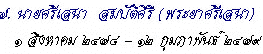 ๗. นายศรีเสนา สมบัติศิริ (พระยาศรีเสนา)
๑ สิงหาคม ๒๔๗๔ - ๑๒ กุมภาพันธ์ ๒๔๗๙